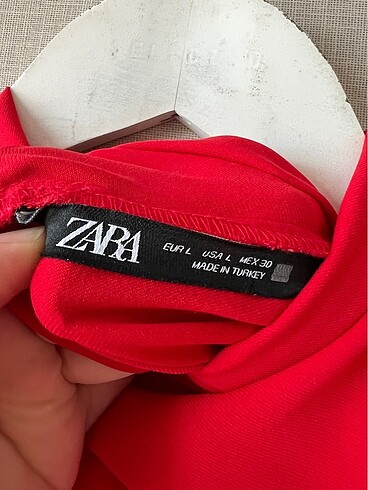 ZARA
EUR L USA L MEX 30
MADE IN TURKEY